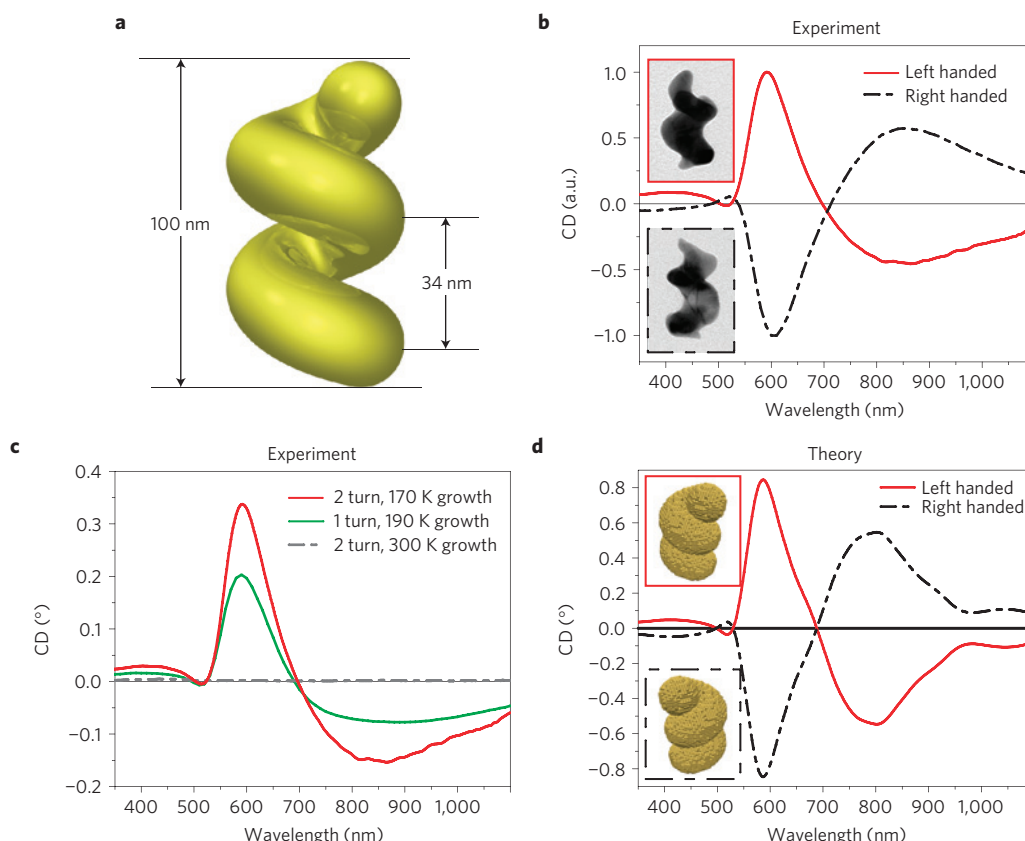 a
100 nm
34 nm
b
Experiment
Left handed
Right handed
CD (a.u.)
1.0
0.5
0.0
−0.5
−1.0
400 500 600 700 800 900 1,000
Wavelength (nm)
c
Experiment
2 turn, 170 K growth
1 turn, 190 K growth
2 turn, 300 K growth
CD (°)
0.4
0.3
0.2
0.1
0.0
−0.1
−0.2
400 500 600 700 800 900 1,000
Wavelength (nm)
d
Theory
Left handed
Right handed
CD (°)
0.8
0.6
0.4
0.2
0.0
−0.2
−0.4
−0.6
−0.8
400 500 600 700 800 900 1,000
Wavelength (nm)